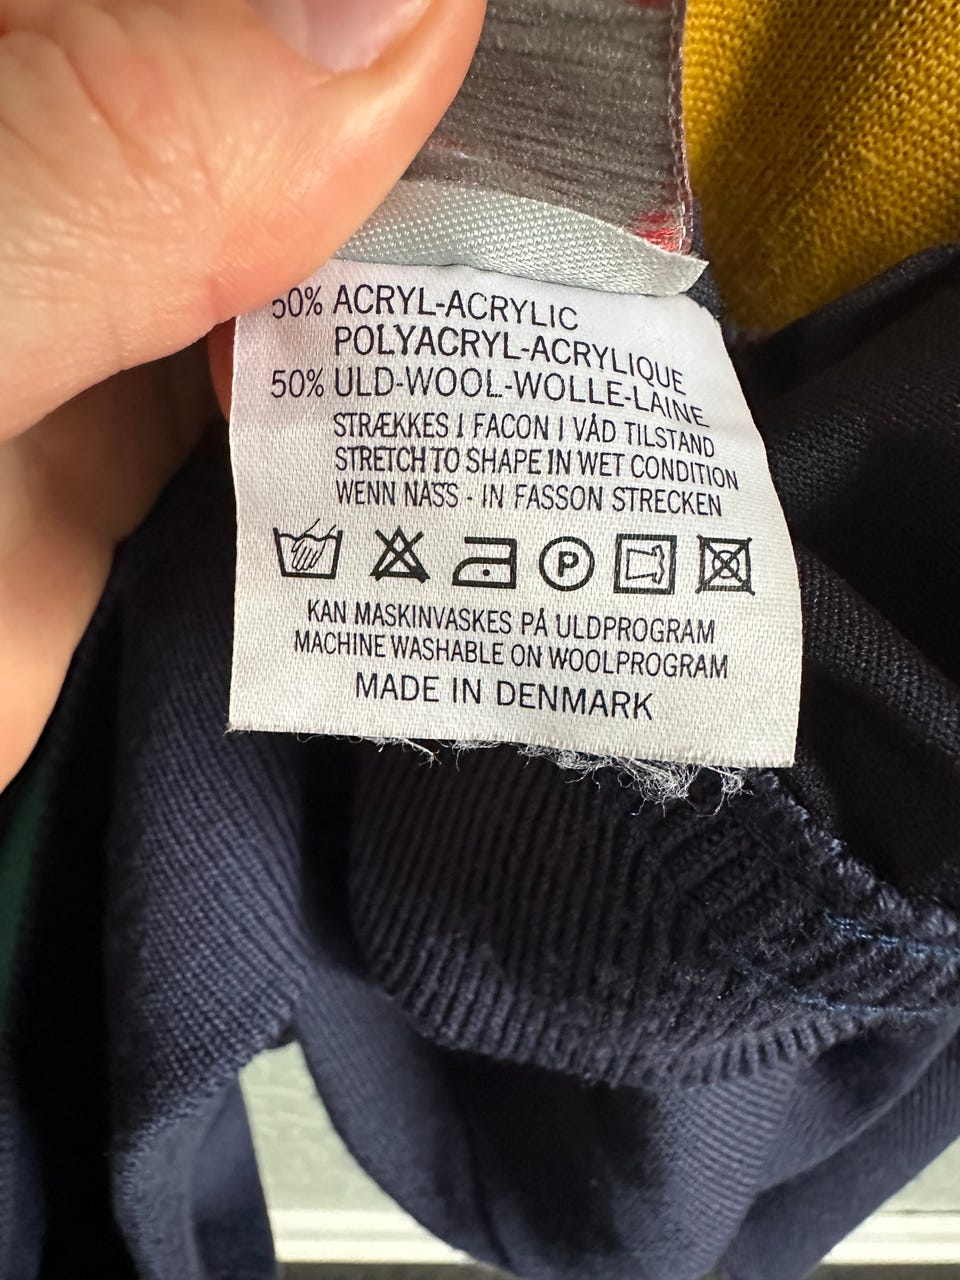 50% ACRYL-ACRYLIC
POLYACRYL-ACRYLIQUE
50% ULD-WOOL-WOLLE-LAINE
STRÆKKES I FACON I VÅD TILSTAND
STRETCH TO SHAPE IN WET CONDITION
WENN NASS - IN FASSON STRECKEN
P
KAN MASKINVASKES PÅ ULDPROGRAM
MACHINE WASHABLE ON WOOLPROGRAM
MADE IN DENMARK